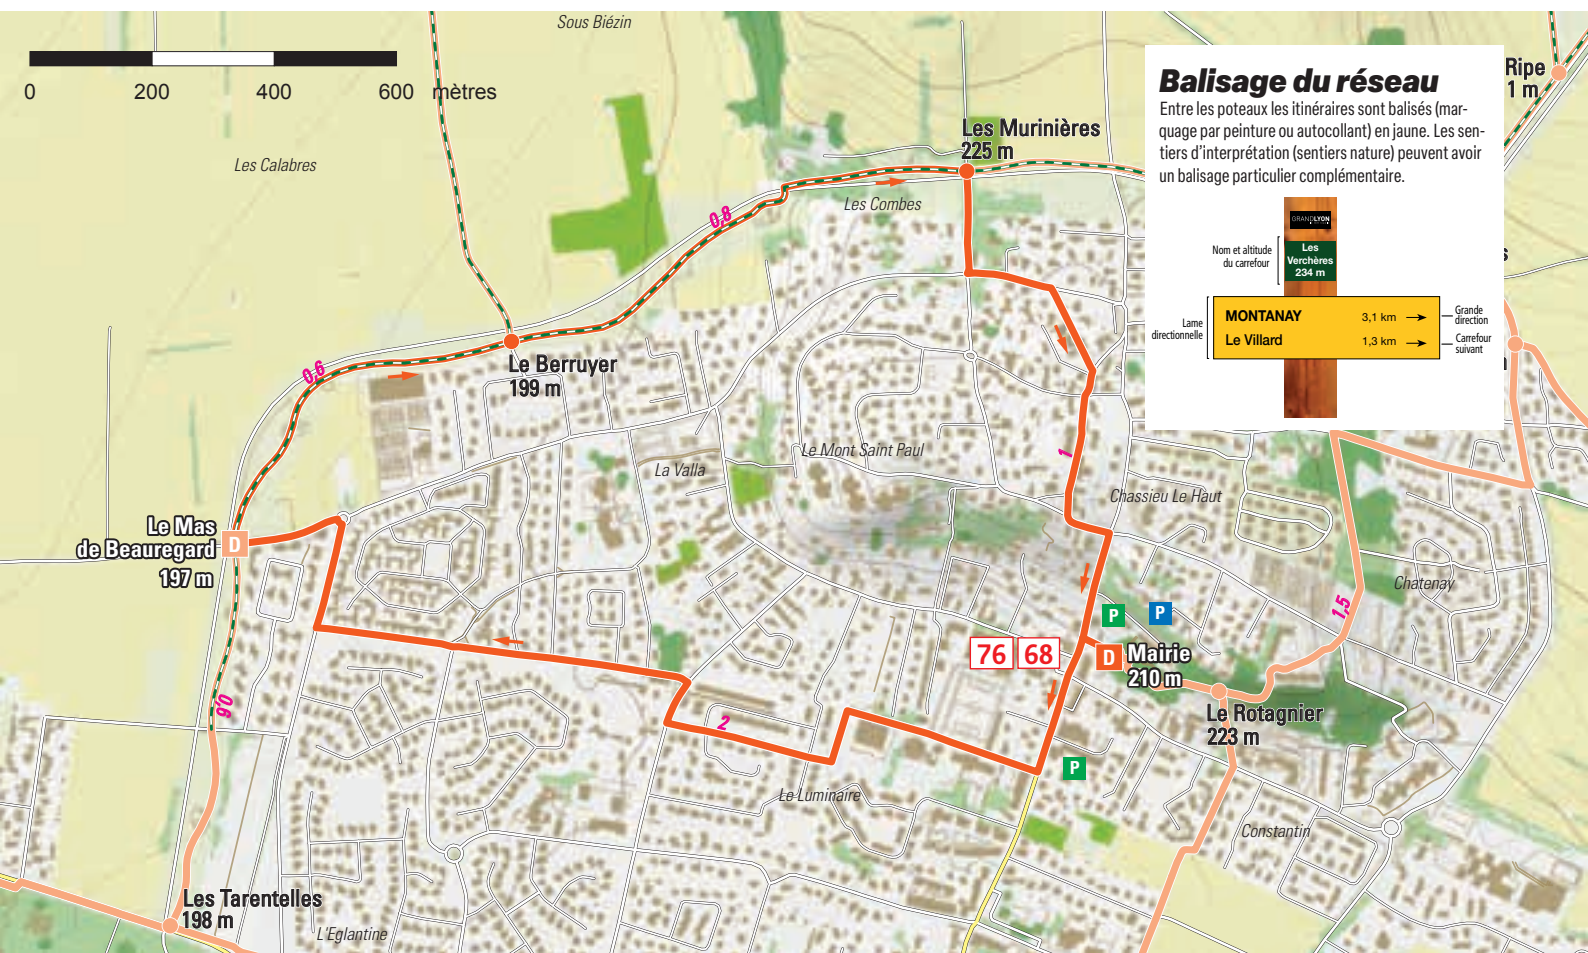 Sous Biézin
0 200 400 600 mètres
Les Calabres
Les Murinières
225 m
Les Combes
0,8
Ripe
1 m
Balisage du réseau
Entre les poteaux les itinéraires sont balisés (mar-
quage par peinture ou autocollant) en jaune. Les sen-
tiers d'interprétation (sentiers nature) peuvent avoir
un balisage particulier complémentaire.
GRANDLYON
Nom et altitude
du carrefour
Les
Verchères
234 m
Lame
directionnelle
MONTANAY 3,1 km
Le Villard 1,3 km
Grande
direction
Carrefour
suivant
s
n
0,6
Le Berruyer
199 m
La Valla
Le Mont Saint Paul
1
Chassieu Le Haut
Le Mas
de Beauregard
197 m
D
Chatenay
1,5
P
P
76 68
D
Mairie
210 m
0,6
2
Le Rotagnier
223 m
P
Le Luminaire
Constantin
Les Tarentelles
198 m
L'Eglantine